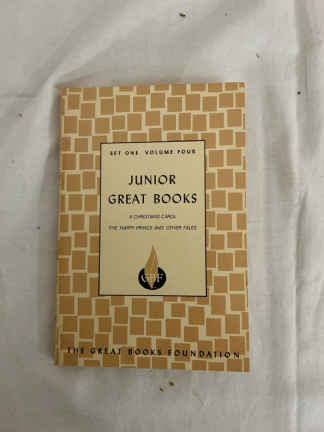 SET ONE VOLUME FOUR
JUNIOR
GREAT BOOKS
A CHRISTMAS CAROL
THE HAPPY PRINCE AND OTHER TALES
GBF
THE GREAT BOOKS FOUNDATION